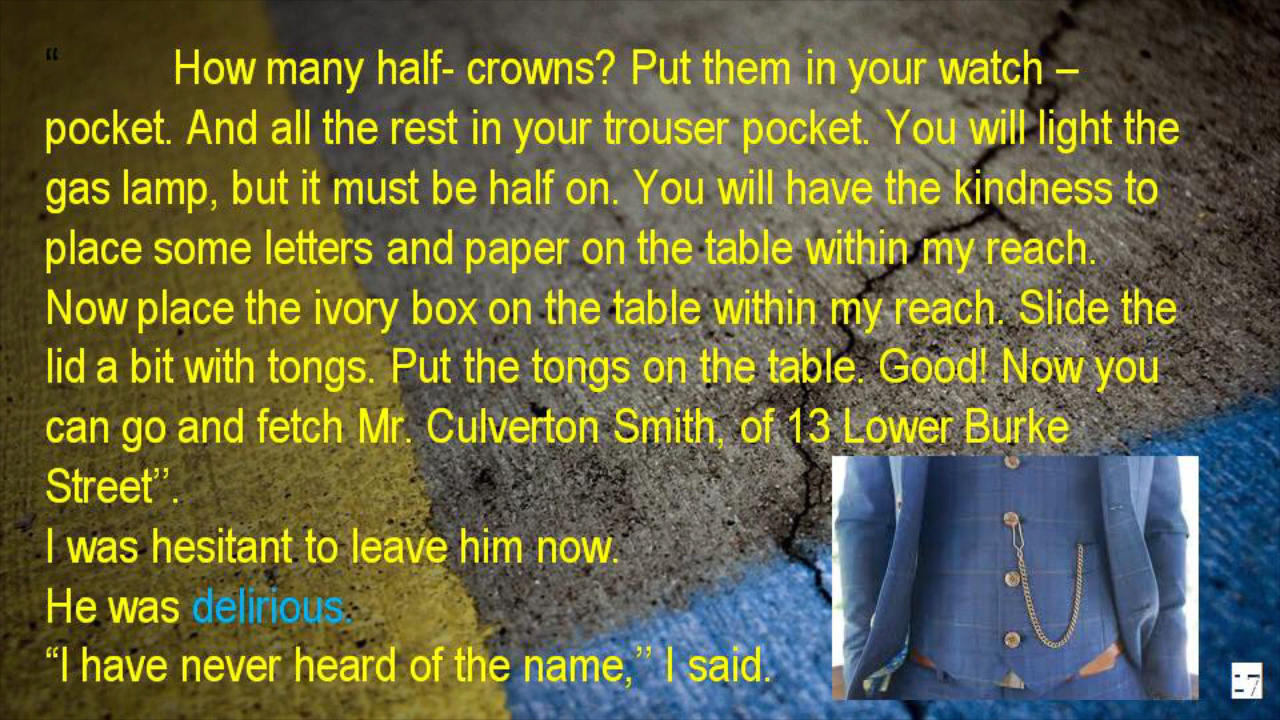 “ How many half- crowns? Put them in your watch –
pocket. And all the rest in your trouser pocket. You will light the
gas lamp, but it must be half on. You will have the kindness to
place some letters and paper on the table within my reach.
Now place the ivory box on the table within my reach. Slide the
lid a bit with tongs. Put the tongs on the table. Good! Now you
can go and fetch Mr. Culverton Smith, of 13 Lower Burke
Street’’.
I was hesitant to leave him now.
He was delirious.
“I have never heard of the name,’’ I said.